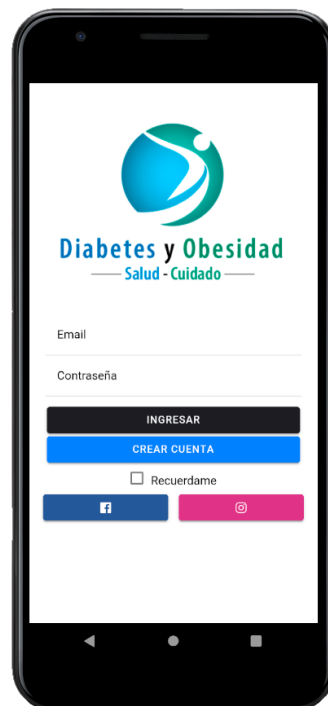 Diabetes y Obesidad
Salud - Cuidado
Email
Contraseña
INGRESAR
CREAR CUENTA
Recuerdame